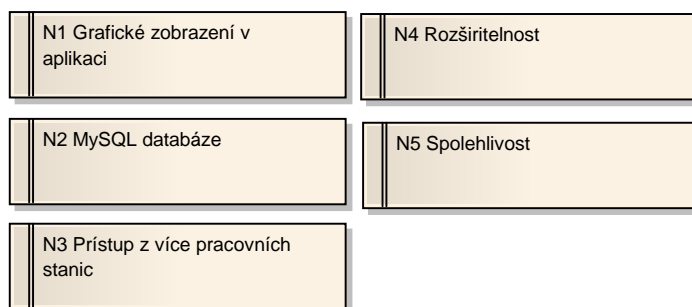 N1 Grafické zobrazení v
aplikaci
N2 MySQL databáze
N3 Prístup z více pracovních
stanic
N4 Rozširitelnost
N5 Spolehlivost